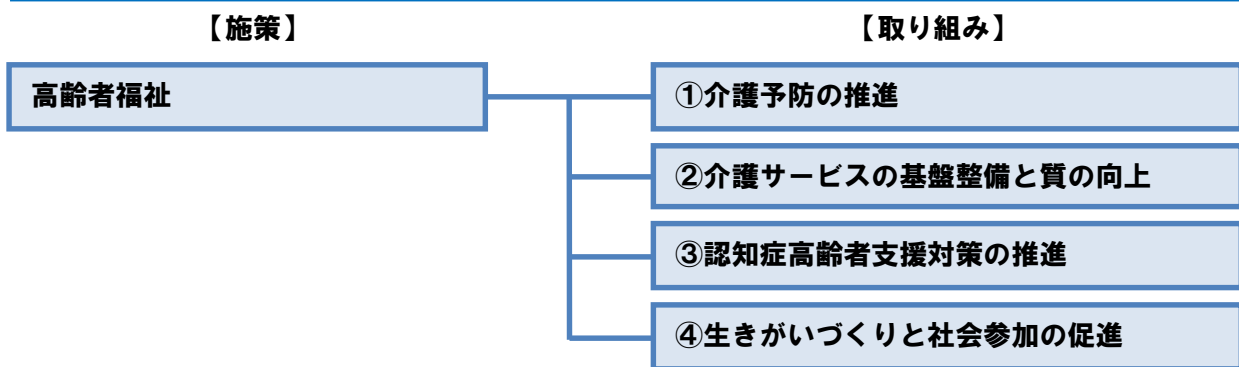 【施策】
【取り組み】
高齢者福祉
①介護予防の推進
②介護サービスの基盤整備と質の向上
③認知症高齢者支援対策の推進
④生きがいづくりと社会参加の促進